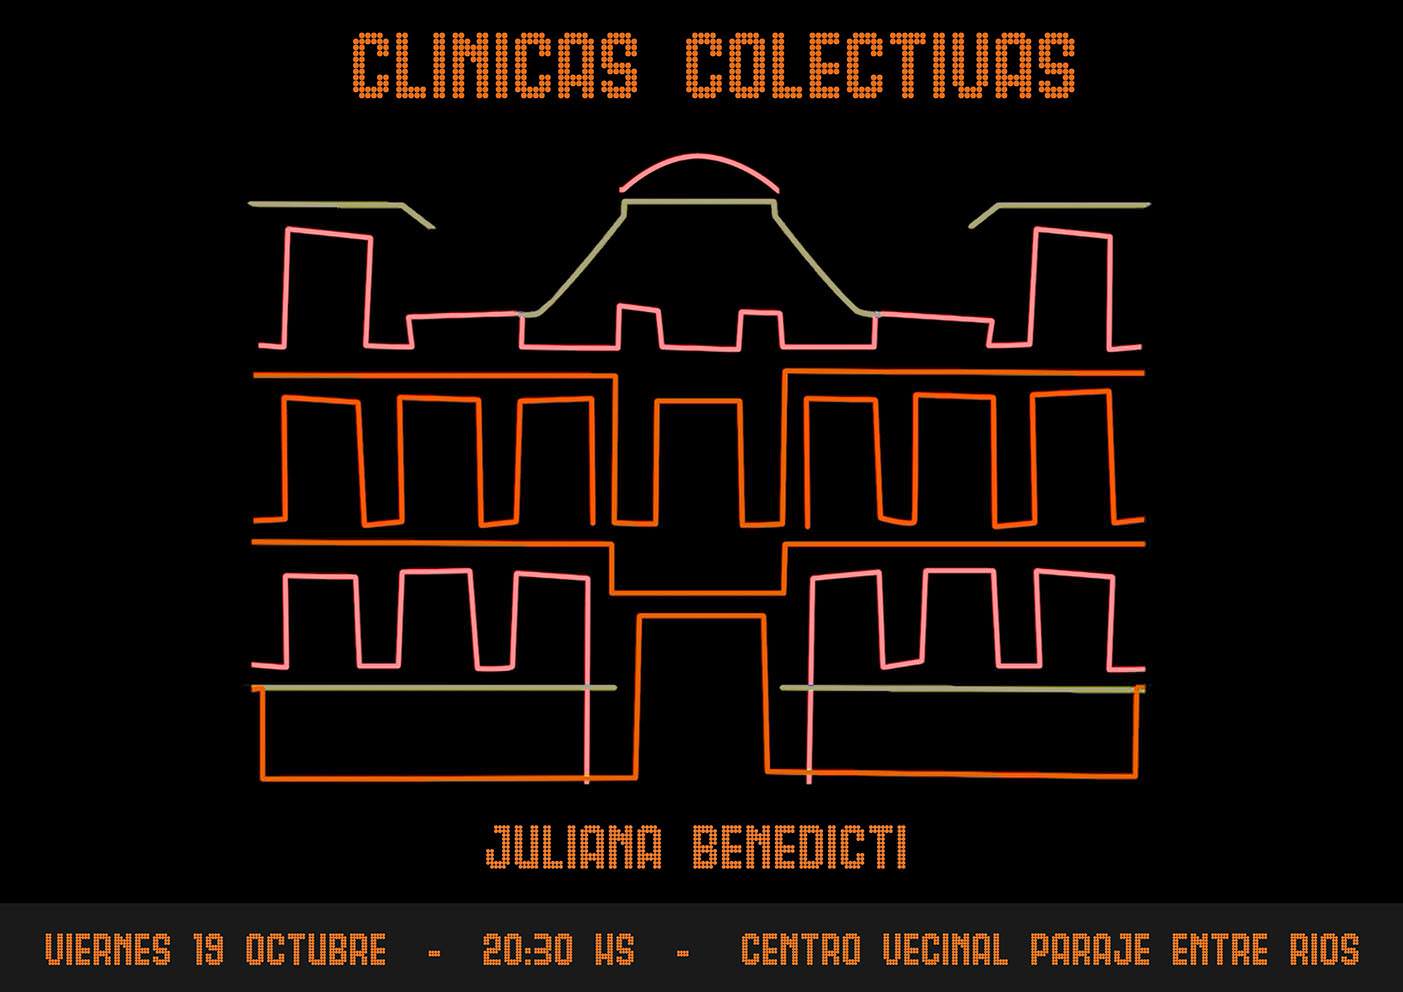 CLINICAS COLECTIVAS
JULIANA BENEDICTI
VIERNES 19 OCTUBRE - 20:30 HS - CENTRO VECINAL PARAJE ENTRE RIOS